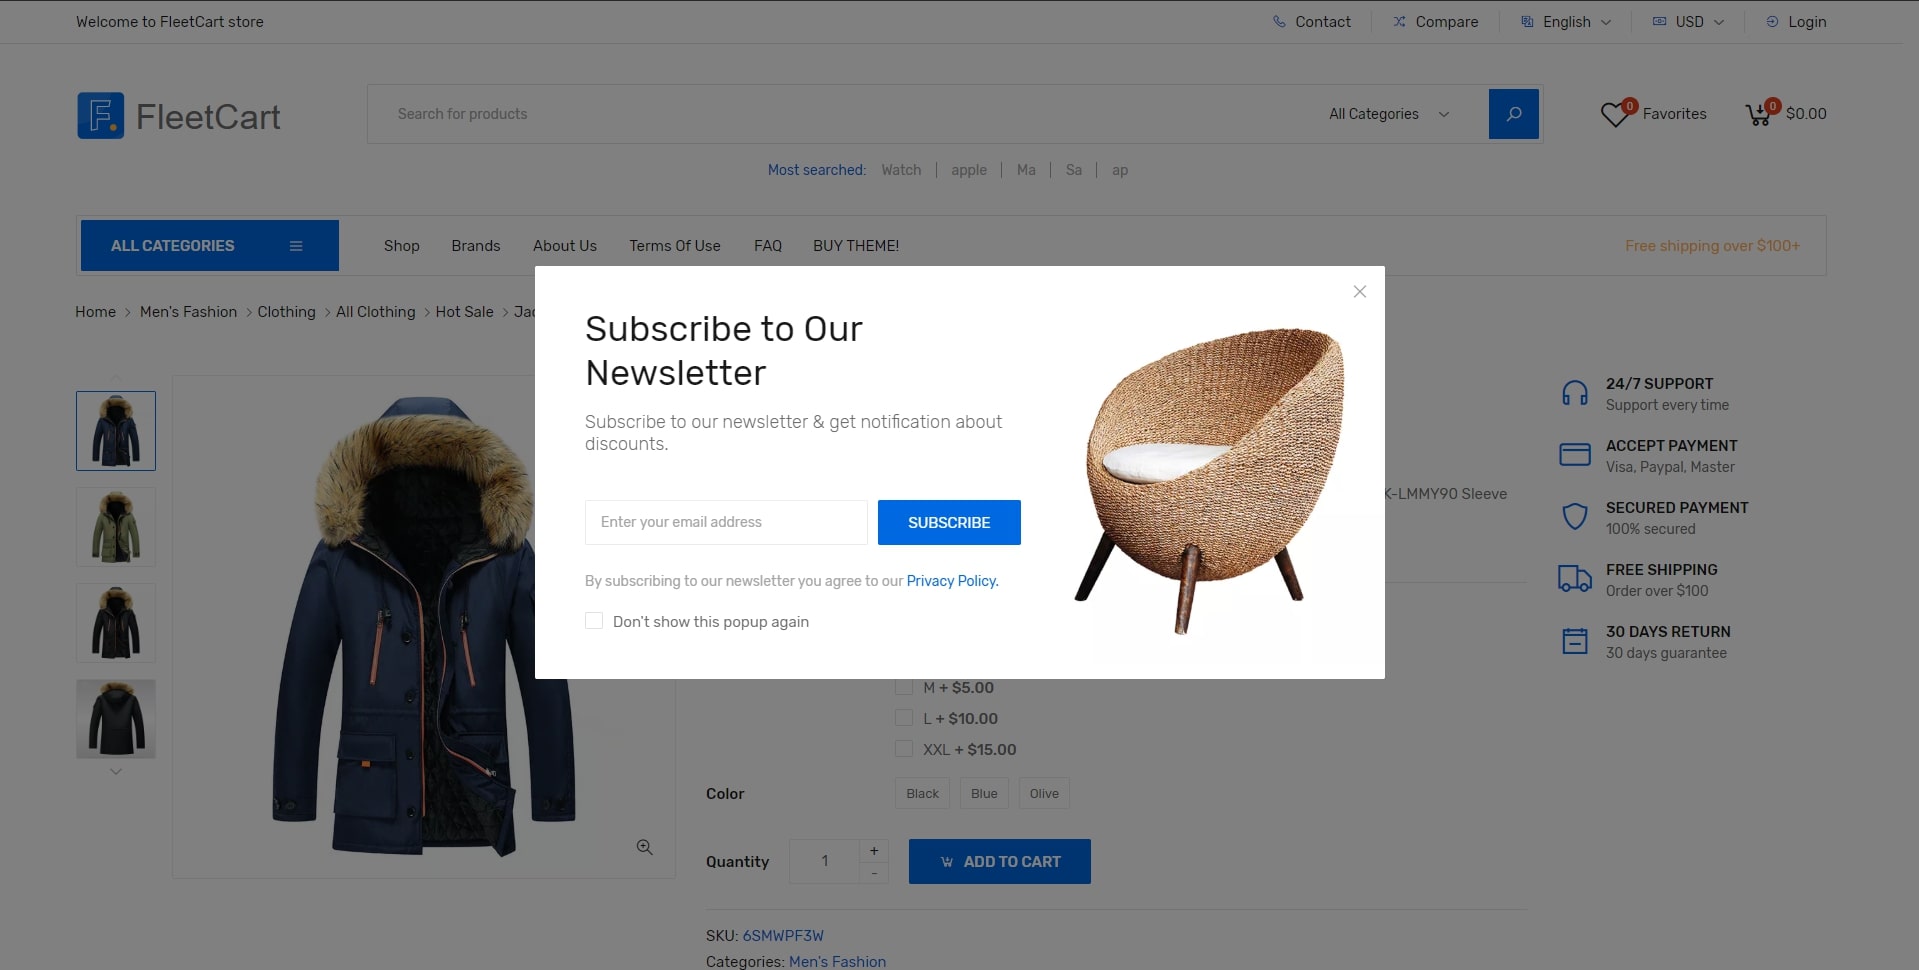 Welcome to FleetCart store
Contact
Compare
English
USD
Login
FleetCart
Search for products
All Categories
0
Favorites
0
$0.00
Most searched: Watch apple Ma Sa ap
ALL CATEGORIES
Shop
Brands
About Us
Terms Of Use
FAQ
BUY THEME!
Free shipping over $100+
Home > Men's Fashion > Clothing > All Clothing > Hot Sale >
Subscribe to Our
Newsletter
Subscribe to our newsletter & get notification about
discounts.
Enter your email address
SUBSCRIBE
By subscribing to our newsletter you agree to our Privacy Policy.
Don't show this popup again
K-LMMY90 Sleeve
24/7 SUPPORT
Support every time
ACCEPT PAYMENT
Visa, Paypal, Master
SECURED PAYMENT
100% secured
FREE SHIPPING
Order over $100
30 DAYS RETURN
30 days guarantee
M + $5.00
L + $10.00
XXL + $15.00
Color
Black
Blue
Olive
Quantity
1
+
-
ADD TO CART
SKU: 6SMWPF3W
Categories: Men's Fashion